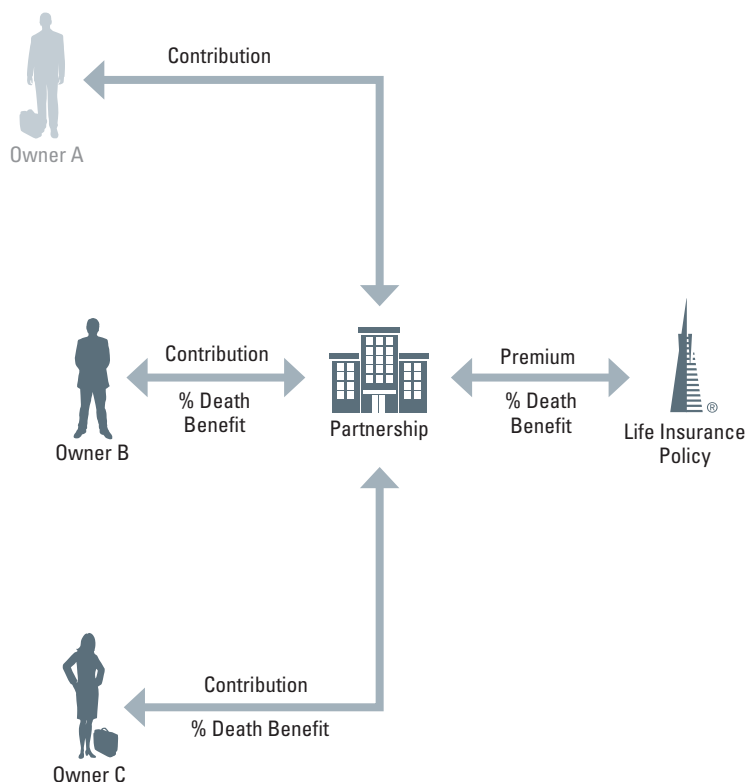 Contribution
Owner A
Contribution
% Death
Benefit
Owner B
Partnership
Premium
% Death
Benefit
®
Life Insurance
Policy
Contribution
% Death Benefit
Owner C